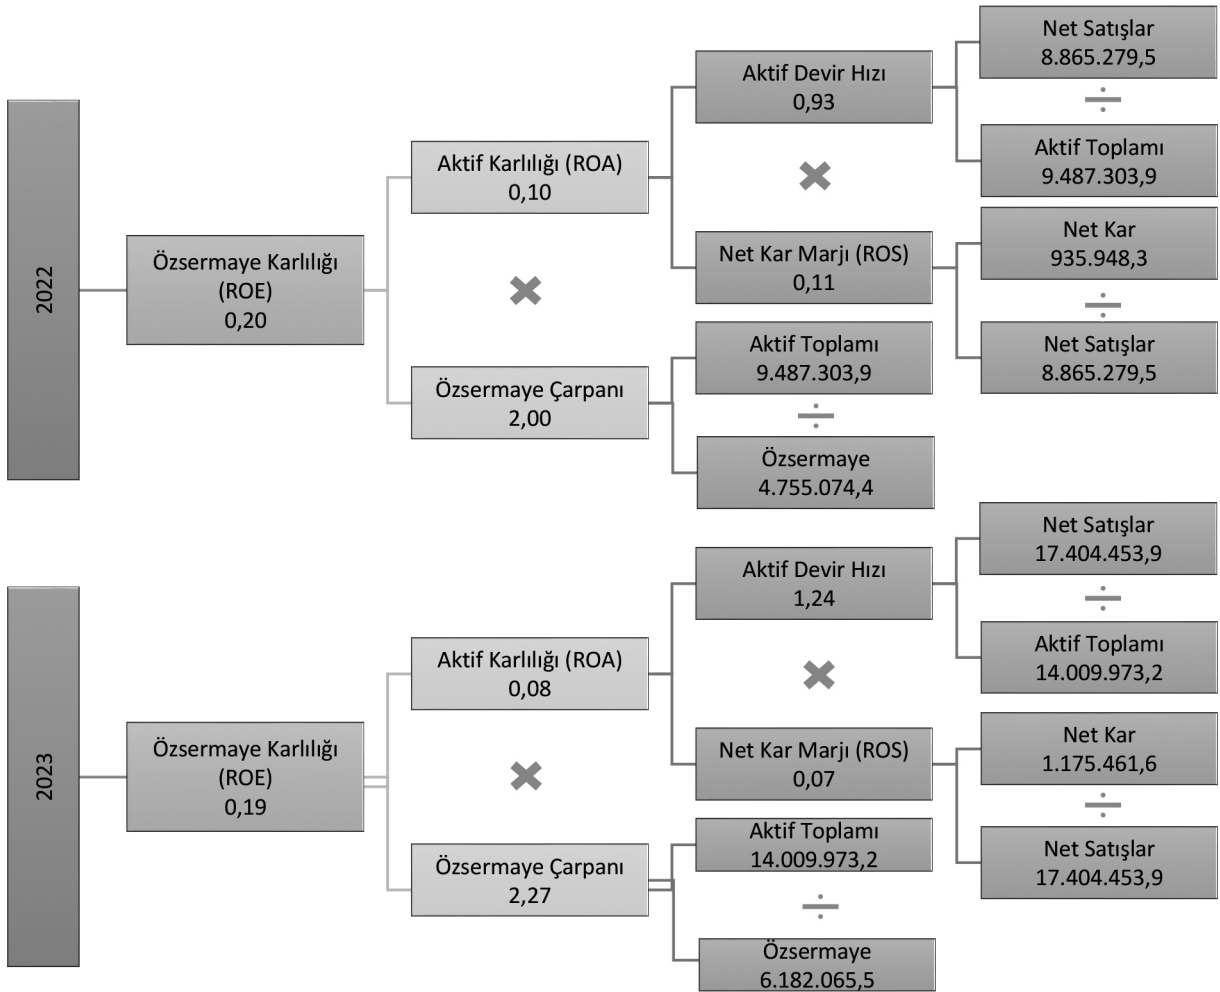 2022
Özsermaye Karlılığı
(ROE)
0,20
Aktif Karlılığı (ROA)
0,10
Özsermaye Çarpanı
2,00
Aktif Devir Hızı
0,93
Net Kar Marjı (ROS)
0,11
Aktif Toplamı
9.487.303,9
Özsermaye
4.755.074,4
Net Satışlar
8.865.279,5
Aktif Toplamı
9.487.303,9
Net Kar
935.948,3
Net Satışlar
8.865.279,5
2023
Özsermaye Karlılığı
(ROE)
0,19
Aktif Karlılığı (ROA)
0,08
Özsermaye Çarpanı
2,27
Aktif Devir Hızı
1,24
Net Kar Marjı (ROS)
0,07
Aktif Toplamı
14.009.973,2
Özsermaye
6.182.065,5
Net Satışlar
17.404.453,9
Aktif Toplamı
14.009.973,2
Net Kar
1.175.461,6
Net Satışlar
17.404.453,9